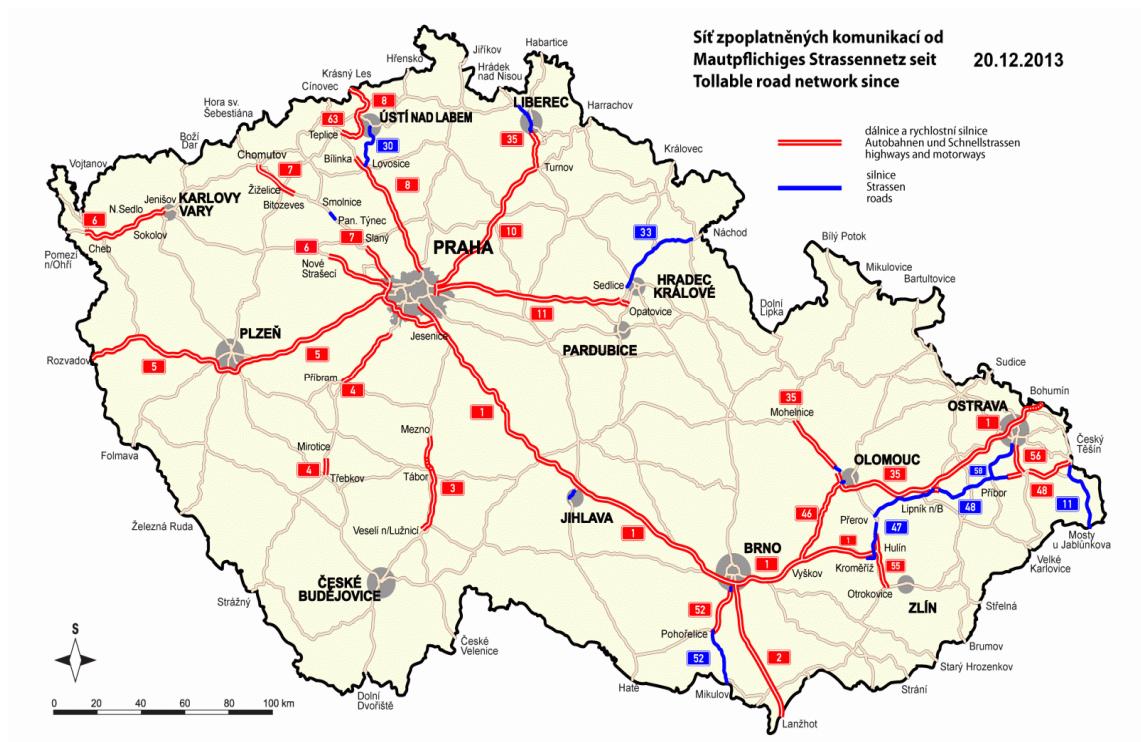 Síť zpoplatněných komunikací od
Mautpflichiges Strassennetz seit
Tollable road network since
20.12.2013
dálnice a rychlostní silnice
Autobahnen und Schnellstrassen
highways and motorways
silnice
Strassen
roads
Jiříkov
Habartice
Hřensko
Hrádek
nad Nisou
Krásný Les
Cínovec
8
LIBEREC
Harrachov
Hora sv.
Šebestiána
63
ÚSTÍ NAD LABEM
Teplice
30
35
Boží
Dar
Chomutov
Bílinka
Lovosice
Turnov
Královec
Vojtanov
7
8
Žiželice
Bitozeves
Smolnice
Jenišov
KARLOVY
VARY
N.Sedlo
6
Sokolov
Cheb
Pan. Týnec
7
Slaný
10
33
Náchod
Pomezí
n/Ohří
6
Nové
Strašecí
PRAHA
Bílý Potok
Mikulovice
Bartultovice
Sedlice
HRADEC
KRÁLOVÉ
11
Opatovice
Dolní
Lipka
Jesenice
PARDUBICE
PLZEŇ
Rozvadov
5
5
Příbram
4
Sudice
Bohumín
35
Mohelnice
OSTRAVA
1
1
Mezno
Český
Těšín
Folmava
Mirotice
4
Třebkov
Tábor
3
OLOMOUC
35
56
58
Příbor
48
11
Lipník n/B
48
Železná Ruda
Veselí n/Lužnicí
JIHLAVA
1
46
Přerov
47
Mosty
u Jablůnkova
BRNO
1
1
Hulín
Vyškov
Kroměříž
55
Velké
Karlovice
ČESKÉ
BUDĚJOVICE
Otrokovice
ZLÍN
Strážný
52
Střelná
S
České
Velenice
Pohořelice
52
2
Brumov
Starý Hrozenkov
Haté
Mikulov
Strání
Dolní
Dvořiště
Lanžhot
0 20 40 60 80 100 km